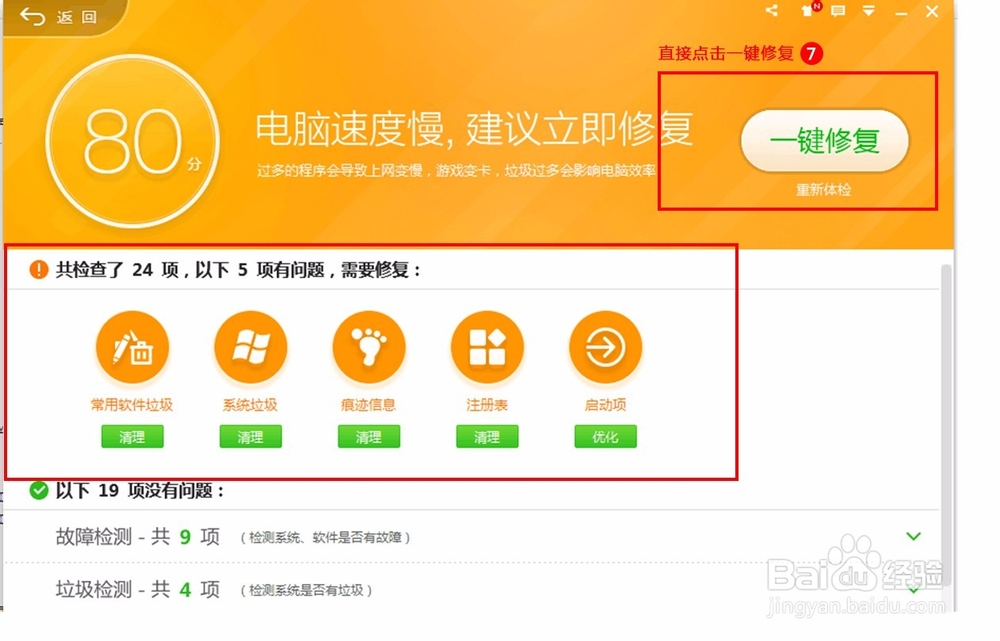 返回
N
直接点击一键修复 7
80分
电脑速度慢, 建议立即修复
过多的程序会导致上网变慢，游戏变卡，垃圾过多会影响电脑效率
一键修复
重新体检
! 共检查了 24 项，以下 5 项有问题，需要修复：
常用软件垃圾 系统垃圾 痕迹信息 注册表 启动项
清理 清理 清理 清理 优化
以下 19 项没有问题：
故障检测 - 共 9 项 （检测系统、软件是否有故障）
垃圾检测 - 共 4 项 （检测系统是否有垃圾）
Baidu 经验
jingyan.baidu.com